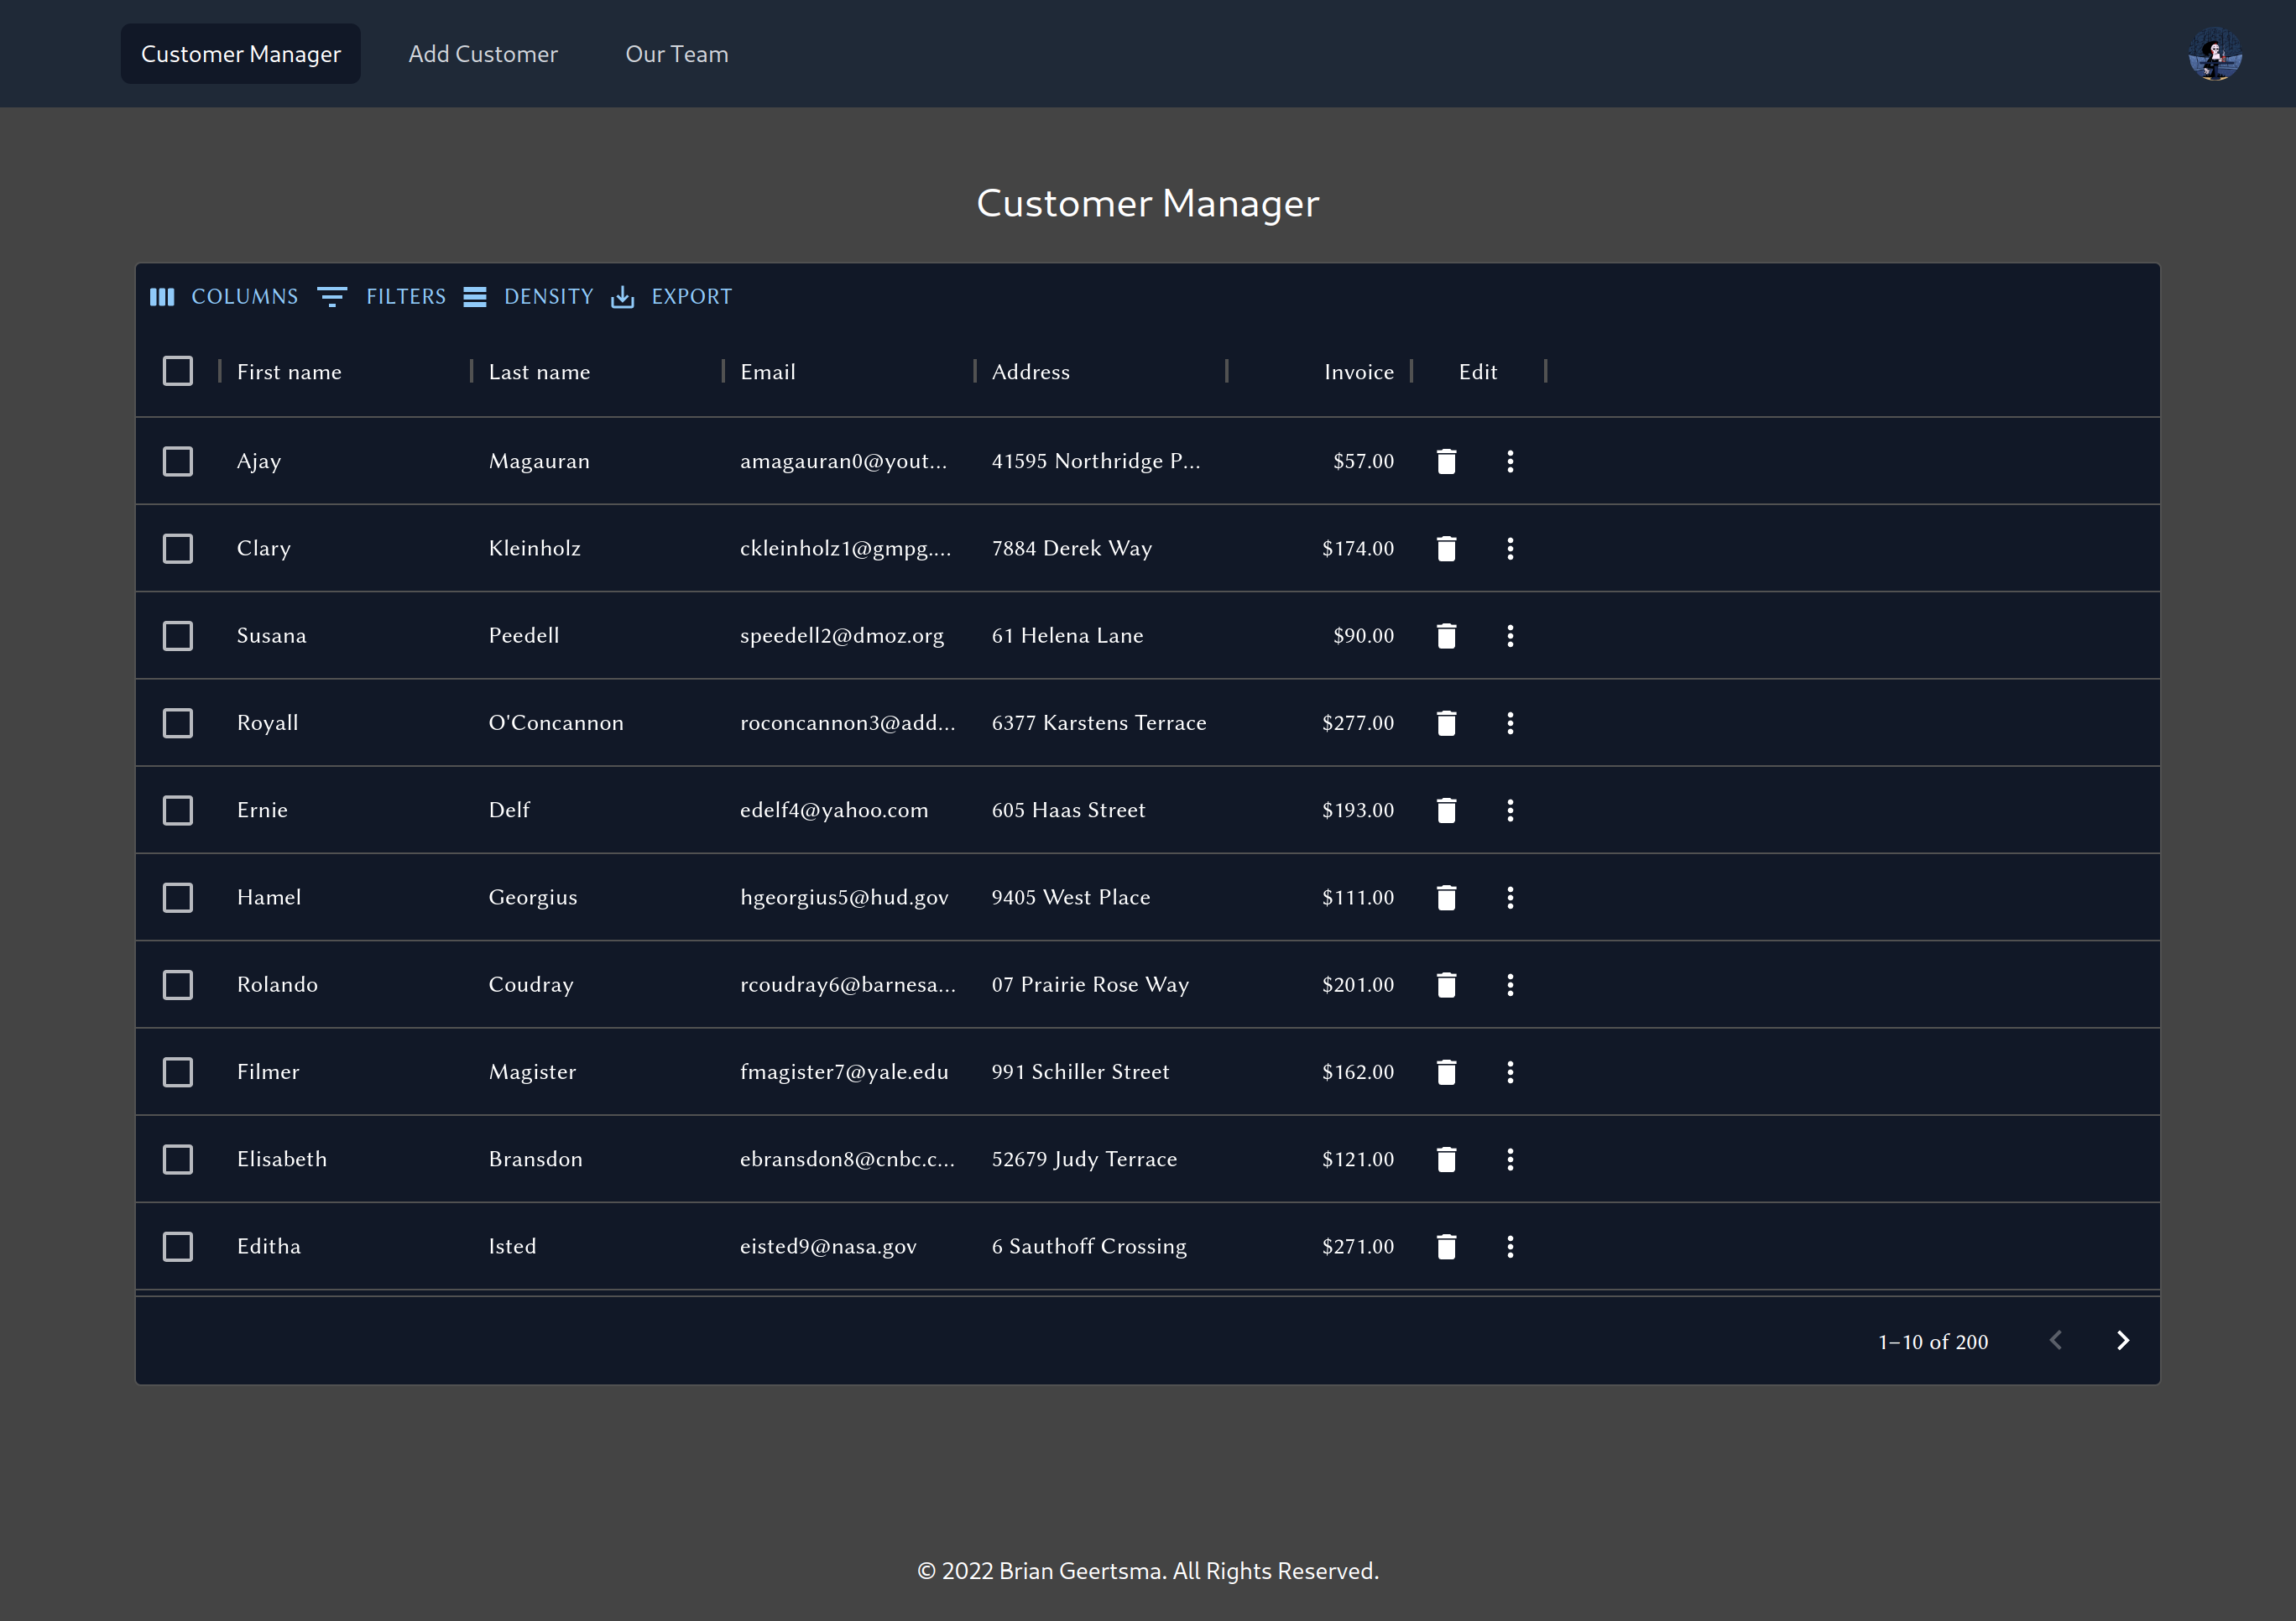 Customer Manager Add Customer Our Team
Customer Manager
COLUMNS FILTERS DENSITY EXPORT
First name Last name Email Address Invoice Edit
Ajay Magauran amagauran0@yout... 41595 Northridge P... $57.00
Clary Kleinholz ckleinholz1@gmpg.... 7884 Derek Way $174.00
Susana Peedell speedell2@dmoz.org 61 Helena Lane $90.00
Royall O'Concannon roconcannon3@add... 6377 Karstens Terrace $277.00
Ernie Delf edelf4@yahoo.com 605 Haas Street $193.00
Hamel Georgius hgeorgius5@hud.gov 9405 West Place $111.00
Rolando Coudray rcoudray6@barnesa... 07 Prairie Rose Way $201.00
Filmer Magister fmagister7@yale.edu 991 Schiller Street $162.00
Elisabeth Bransdon ebransdon8@cnbc.c... 52679 Judy Terrace $121.00
Editha Isted eisted9@nasa.gov 6 Sauthoff Crossing $271.00
1–10 of 200
© 2022 Brian Geertsma. All Rights Reserved.